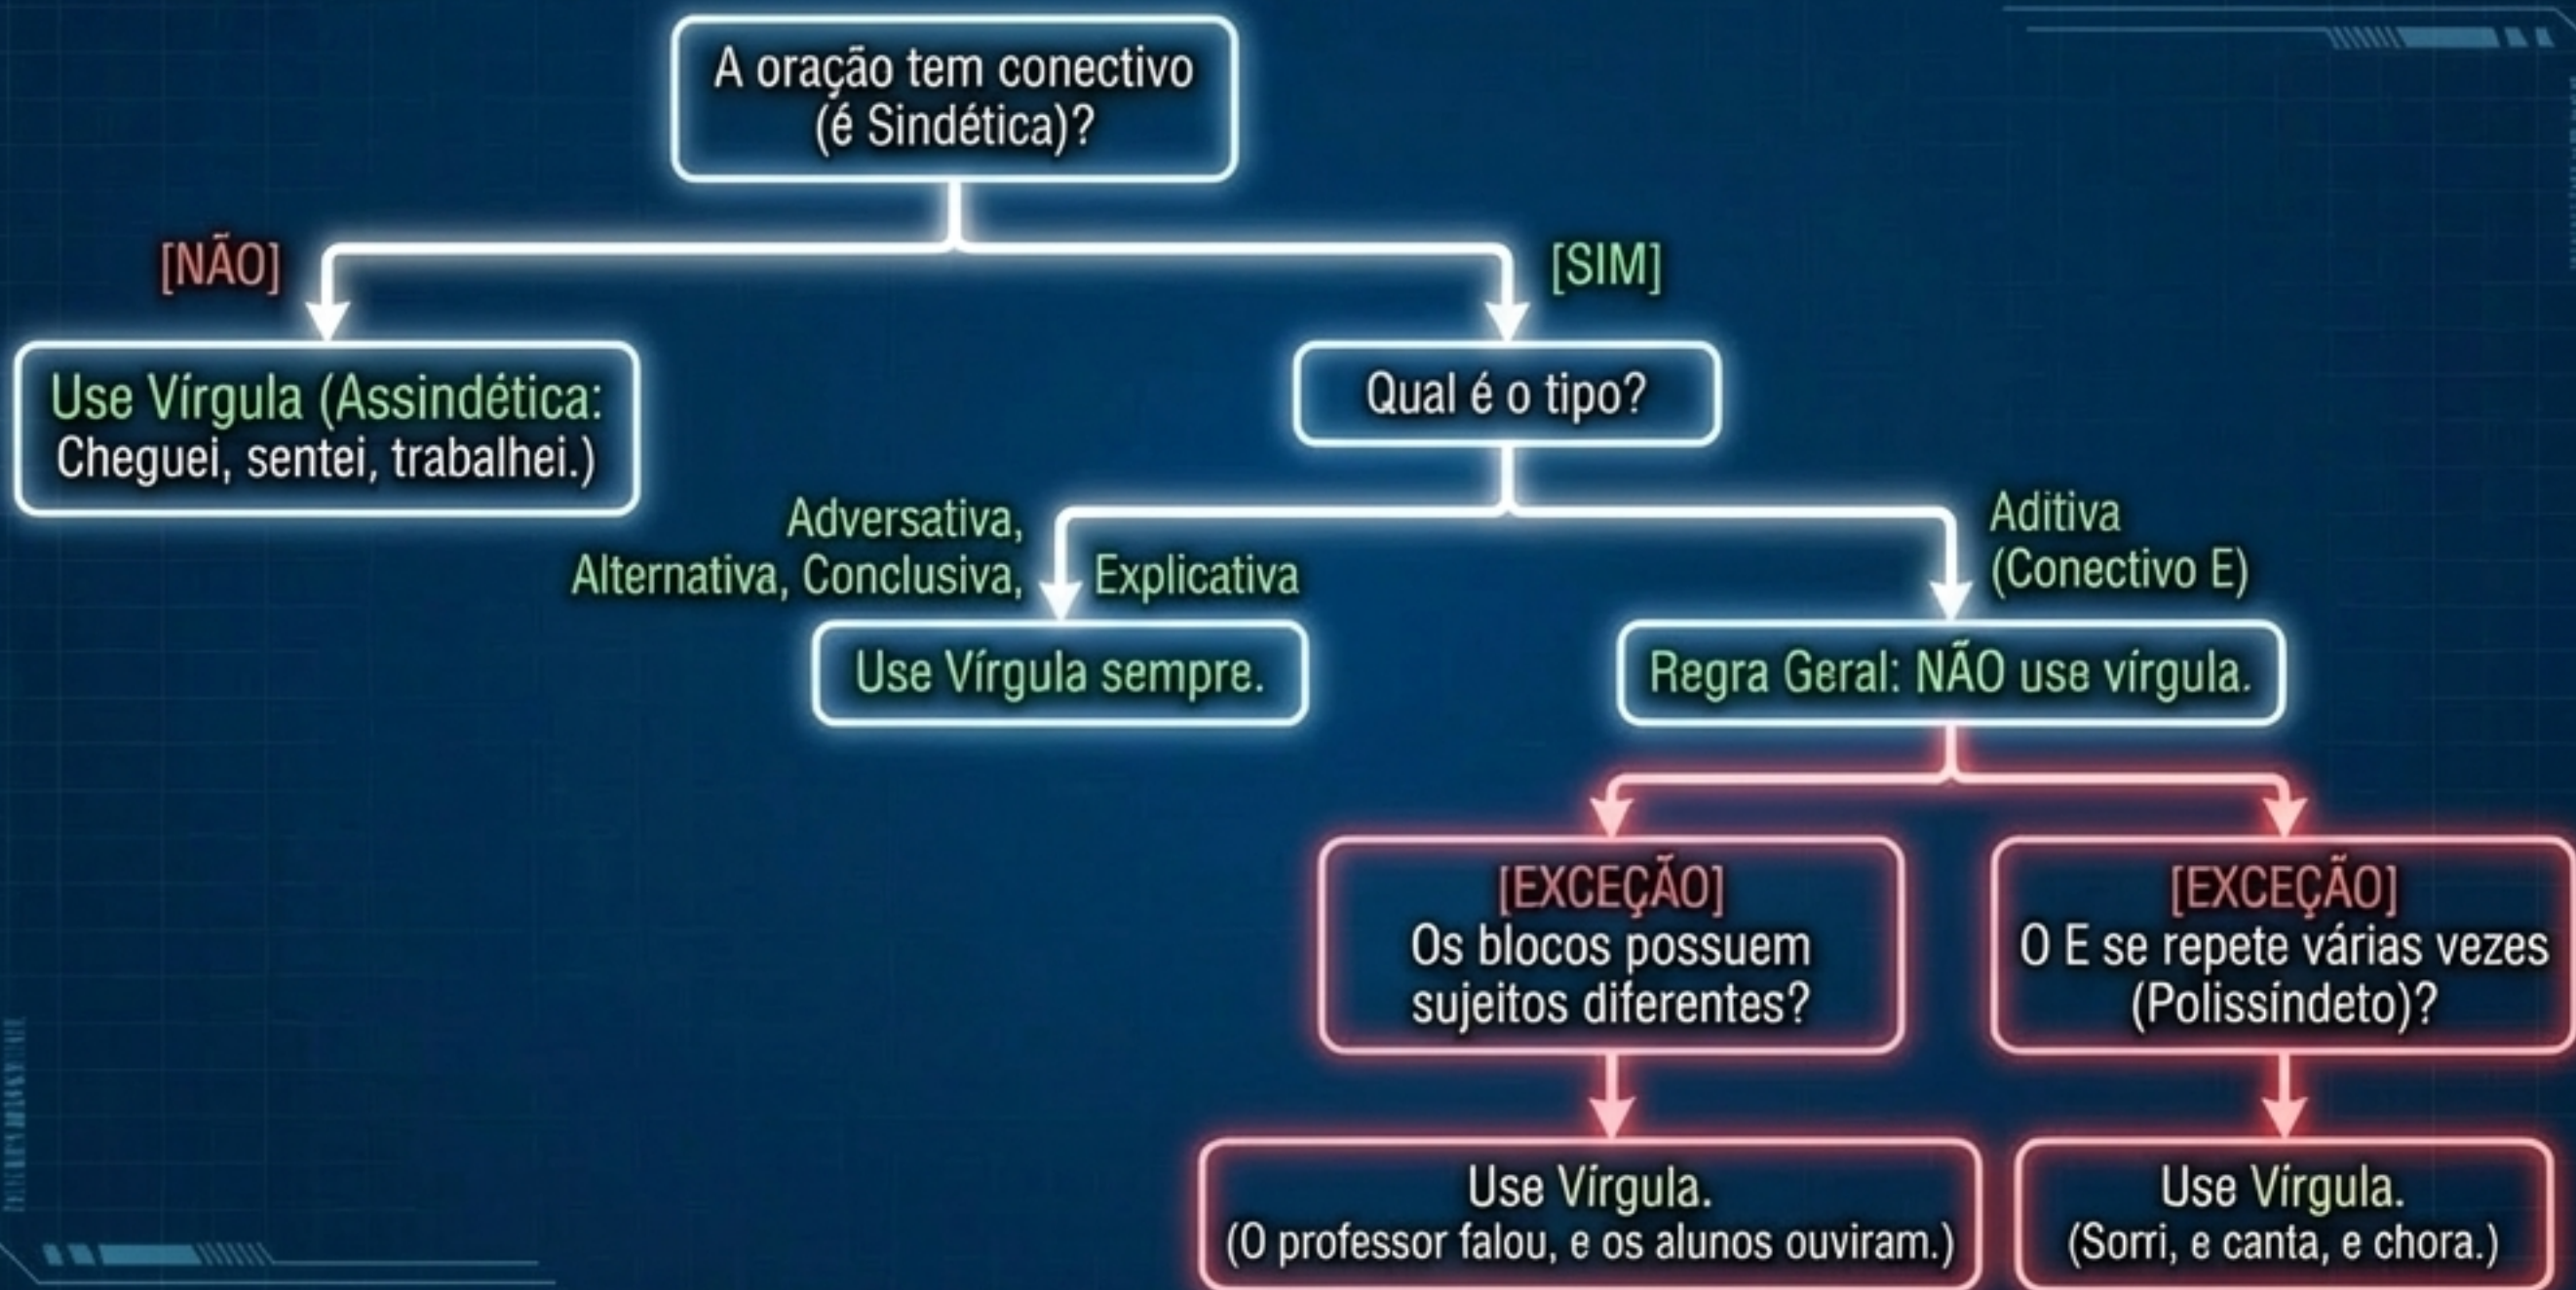 A oração tem conectivo
(é Sindética)?
[NÃO]
[SIM]
Use Vírgula (Assindética:
Cheguei, sentei, trabalhei.)
Qual é o tipo?
Adversativa,
Alternativa, Conclusiva, Explicativa
Aditiva
(Conectivo E)
Use Vírgula sempre.
Regra Geral: NÃO use vírgula.
[EXCEÇÃO]
Os blocos possuem
sujeitos diferentes?
[EXCEÇÃO]
O E se repete várias vezes
(Polissíndeto)?
Use Vírgula.
(O professor falou, e os alunos ouviram.)
Use Vírgula.
(Sorri, e canta, e chora.)